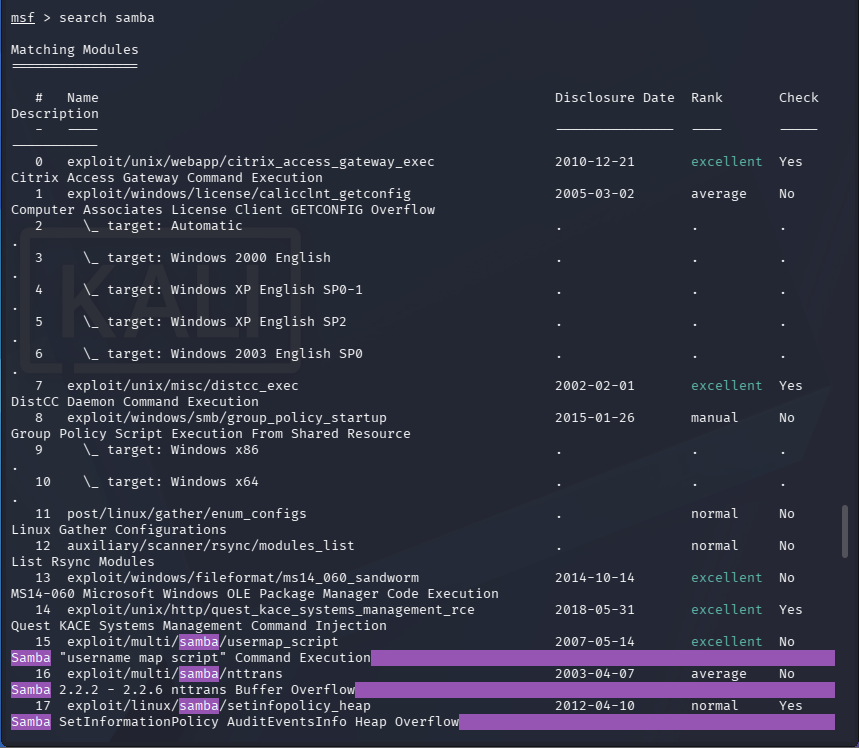 msf > search samba
Matching Modules
================
# Name Disclosure Date Rank Check
Description
- ---- --------------- ---- -----
-----------
0 exploit/unix/webapp/citrix_access_gateway_exec 2010-12-21 excellent Yes
Citrix Access Gateway Command Execution
1 exploit/windows/license/calicclnt_getconfig 2005-03-02 average No
Computer Associates License Client GETCONFIG Overflow
2 \_ target: Automatic . . .
.
3 \_ target: Windows 2000 English . . .
.
4 \_ target: Windows XP English SP0-1 . . .
.
5 \_ target: Windows XP English SP2 . . .
.
6 \_ target: Windows 2003 English SP0 . . .
.
7 exploit/unix/misc/distcc_exec 2002-02-01 excellent Yes
DistCC Daemon Command Execution
8 exploit/windows/smb/group_policy_startup 2015-01-26 manual No
Group Policy Script Execution From Shared Resource
9 \_ target: Windows x86 . . .
.
10 \_ target: Windows x64 . . .
.
11 post/linux/gather/enum_configs . normal No
Linux Gather Configurations
12 auxiliary/scanner/rsync/modules_list . normal No
List Rsync Modules
13 exploit/windows/fileformat/ms14_060_sandworm 2014-10-14 excellent No
MS14-060 Microsoft Windows OLE Package Manager Code Execution
14 exploit/unix/http/quest_kace_systems_management_rce 2018-05-31 excellent Yes
Quest KACE Systems Management Command Injection
15 exploit/multi/samba/usermap_script 2007-05-14 excellent No
Samba "username map script" Command Execution
16 exploit/multi/samba/nttrans 2003-04-07 average No
Samba 2.2.2 - 2.2.6 nttrans Buffer Overflow
17 exploit/linux/samba/setinfopolicy_heap 2012-04-10 normal Yes
Samba SetInformationPolicy AuditEventsInfo Heap Overflow
KALI